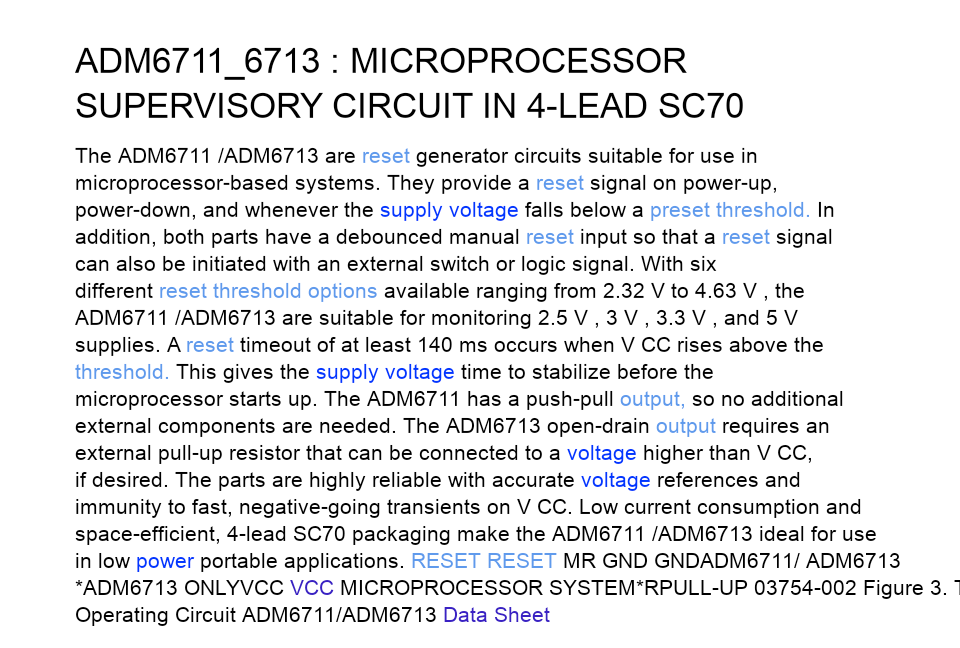 ADM6711_6713 : MICROPROCESSOR
SUPERVISORY CIRCUIT IN 4-LEAD SC70
The ADM6711 /ADM6713 are reset generator circuits suitable for use in
microprocessor-based systems. They provide a reset signal on power-up,
power-down, and whenever the supply voltage falls below a preset threshold. In
addition, both parts have a debounced manual reset input so that a reset signal
can also be initiated with an external switch or logic signal. With six
different reset threshold options available ranging from 2.32 V to 4.63 V , the
ADM6711 /ADM6713 are suitable for monitoring 2.5 V , 3 V , 3.3 V , and 5 V
supplies. A reset timeout of at least 140 ms occurs when V CC rises above the
threshold. This gives the supply voltage time to stabilize before the
microprocessor starts up. The ADM6711 has a push-pull output, so no additional
external components are needed. The ADM6713 open-drain output requires an
external pull-up resistor that can be connected to a voltage higher than V CC,
if desired. The parts are highly reliable with accurate voltage references and
immunity to fast, negative-going transients on V CC. Low current consumption and
space-efficient, 4-lead SC70 packaging make the ADM6711 /ADM6713 ideal for use
in low power portable applications. RESET RESET MR GND GNDADM6711/ ADM6713
*ADM6713 ONLYVCC VCC MICROPROCESSOR SYSTEM*RPULL-UP 03754-002 Figure 3.
Operating Circuit ADM6711/ADM6713 Data Sheet